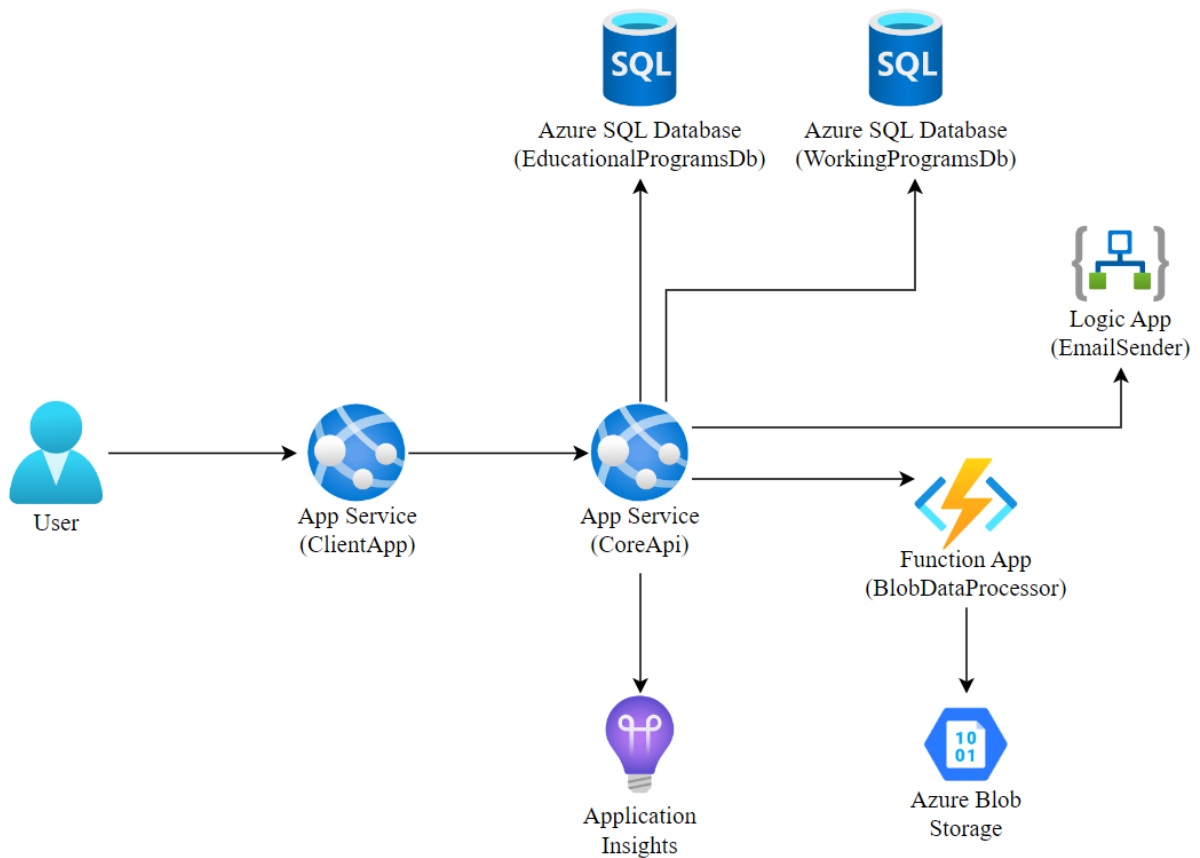 SQL
SQL
Azure SQL Database
(EducationalProgramsDb)
Azure SQL Database
(WorkingProgramsDb)
Logic App
(EmailSender)
User
App Service
(ClientApp)
App Service
(CoreApi)
Function App
(BlobDataProcessor)
Application
Insights
10
01
Azure Blob
Storage